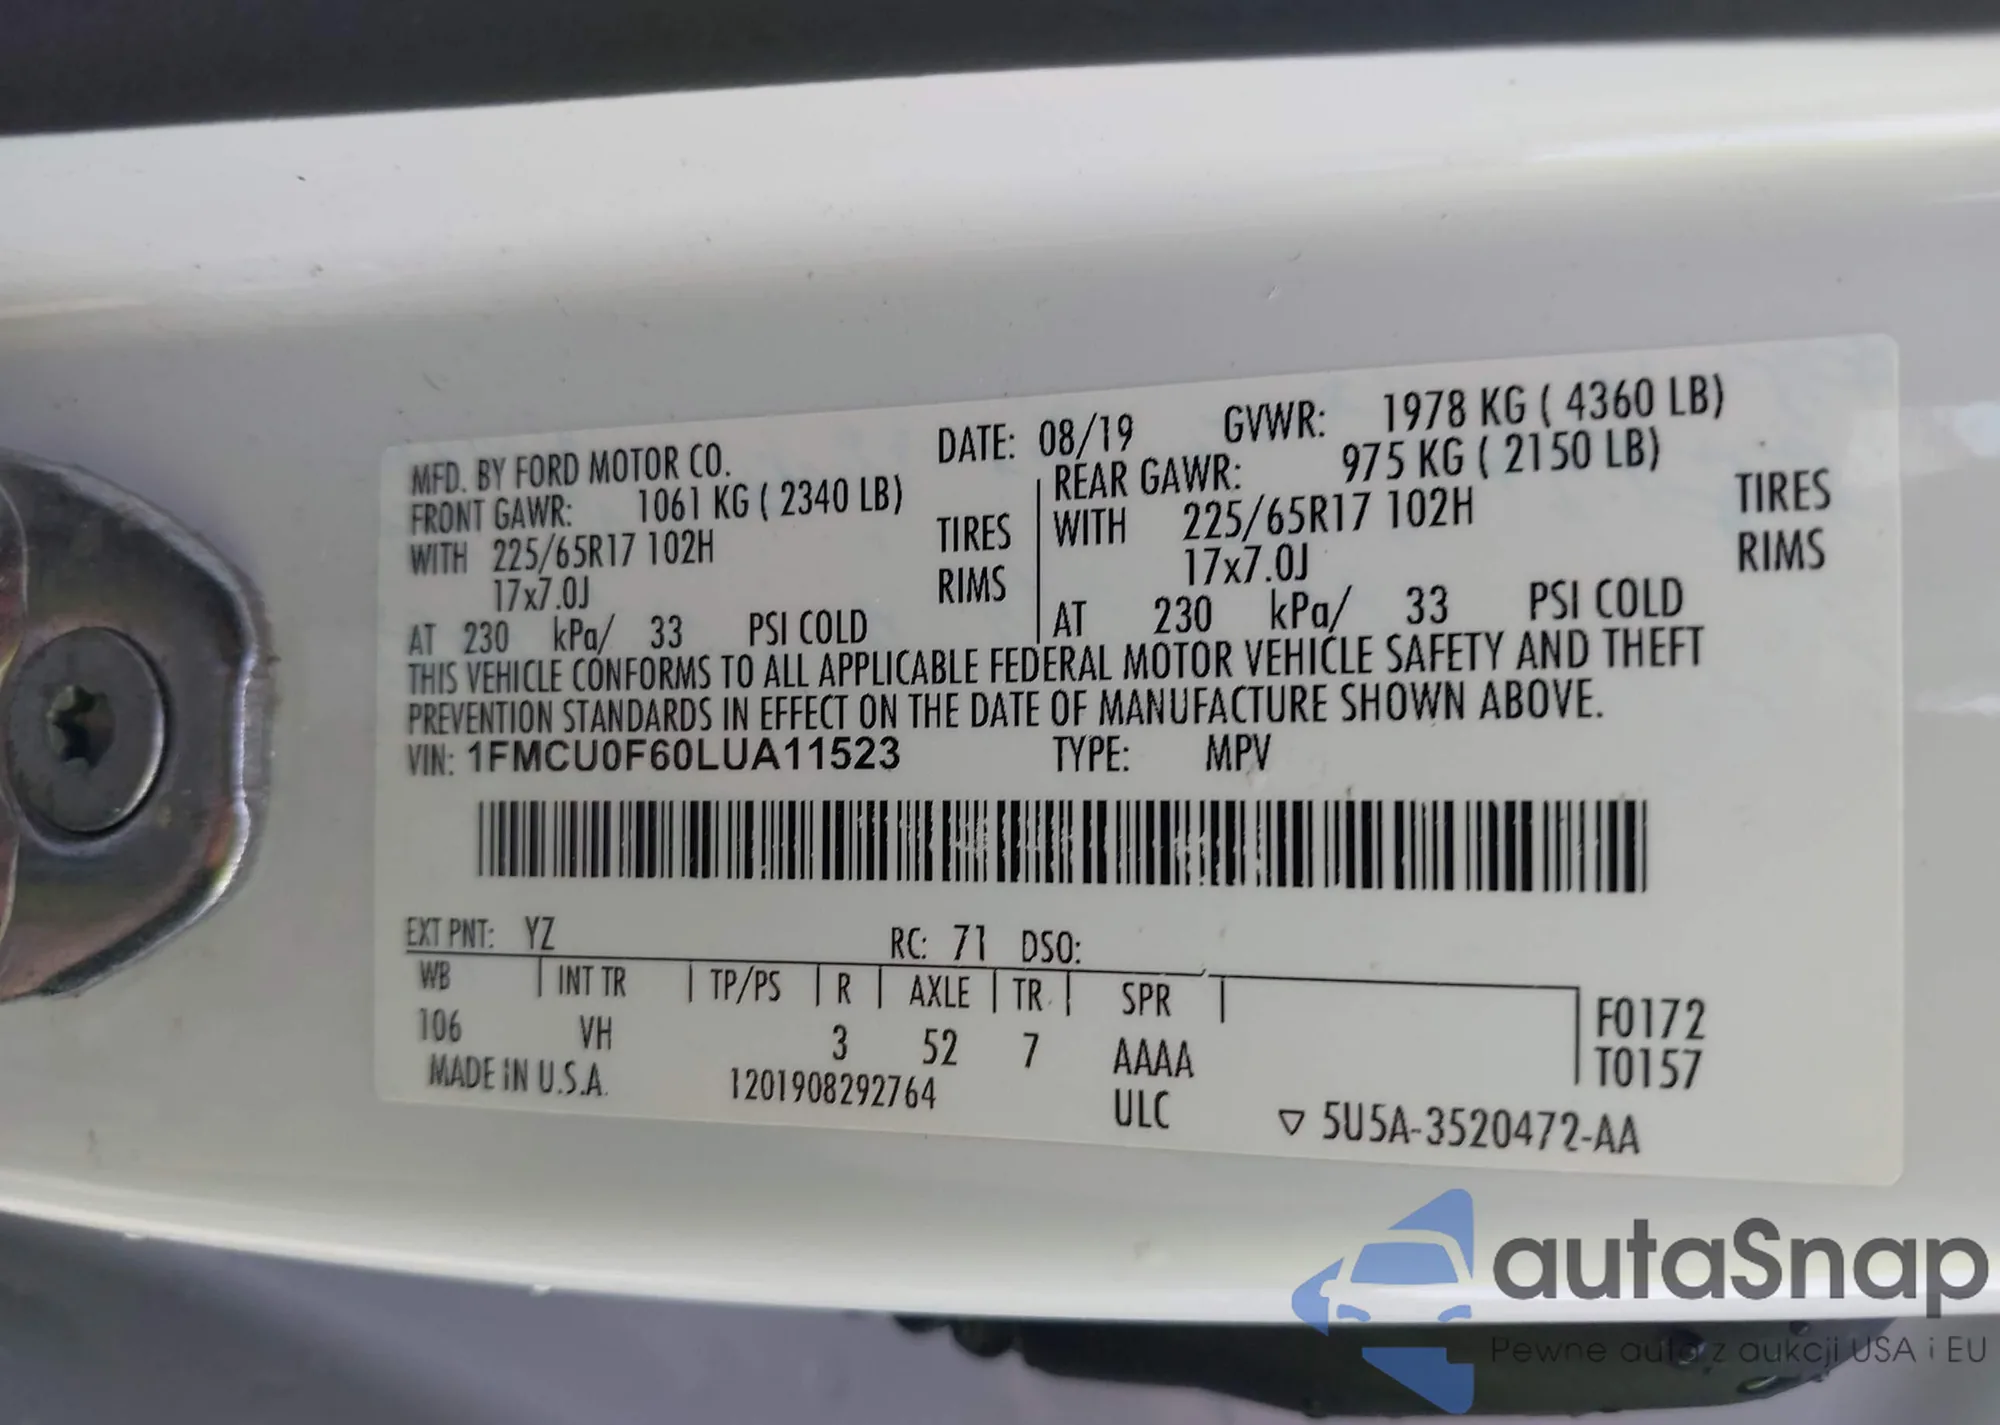 MFD. BY FORD MOTOR CO. DATE: 08/19 GVWR: 1978 KG ( 4360 LB)
FRONT GAWR: 1061 KG ( 2340 LB) REAR GAWR: 975 KG ( 2150 LB)
WITH 225/65R17 102H TIRES WITH 225/65R17 102H TIRES
17x7.0J RIMS 17x7.0J RIMS
AT 230 kPa/ 33 PSI COLD AT 230 kPa/ 33 PSI COLD
THIS VEHICLE CONFORMS TO ALL APPLICABLE FEDERAL MOTOR VEHICLE SAFETY AND THEFT
PREVENTION STANDARDS IN EFFECT ON THE DATE OF MANUFACTURE SHOWN ABOVE.
VIN: 1FMCU0F60LUA11523 TYPE: MPV
EXT PNT: YZ RC: 71 DSO:
WB INT TR TP/PS R AXLE TR SPR F0172
106 VH 3 52 7 AAAA T0157
MADE IN U.S.A. 1201908292764 ULC ▽ 5U5A-3520472-AA
autaSnap
Pewne auta z aukcji USA i EU